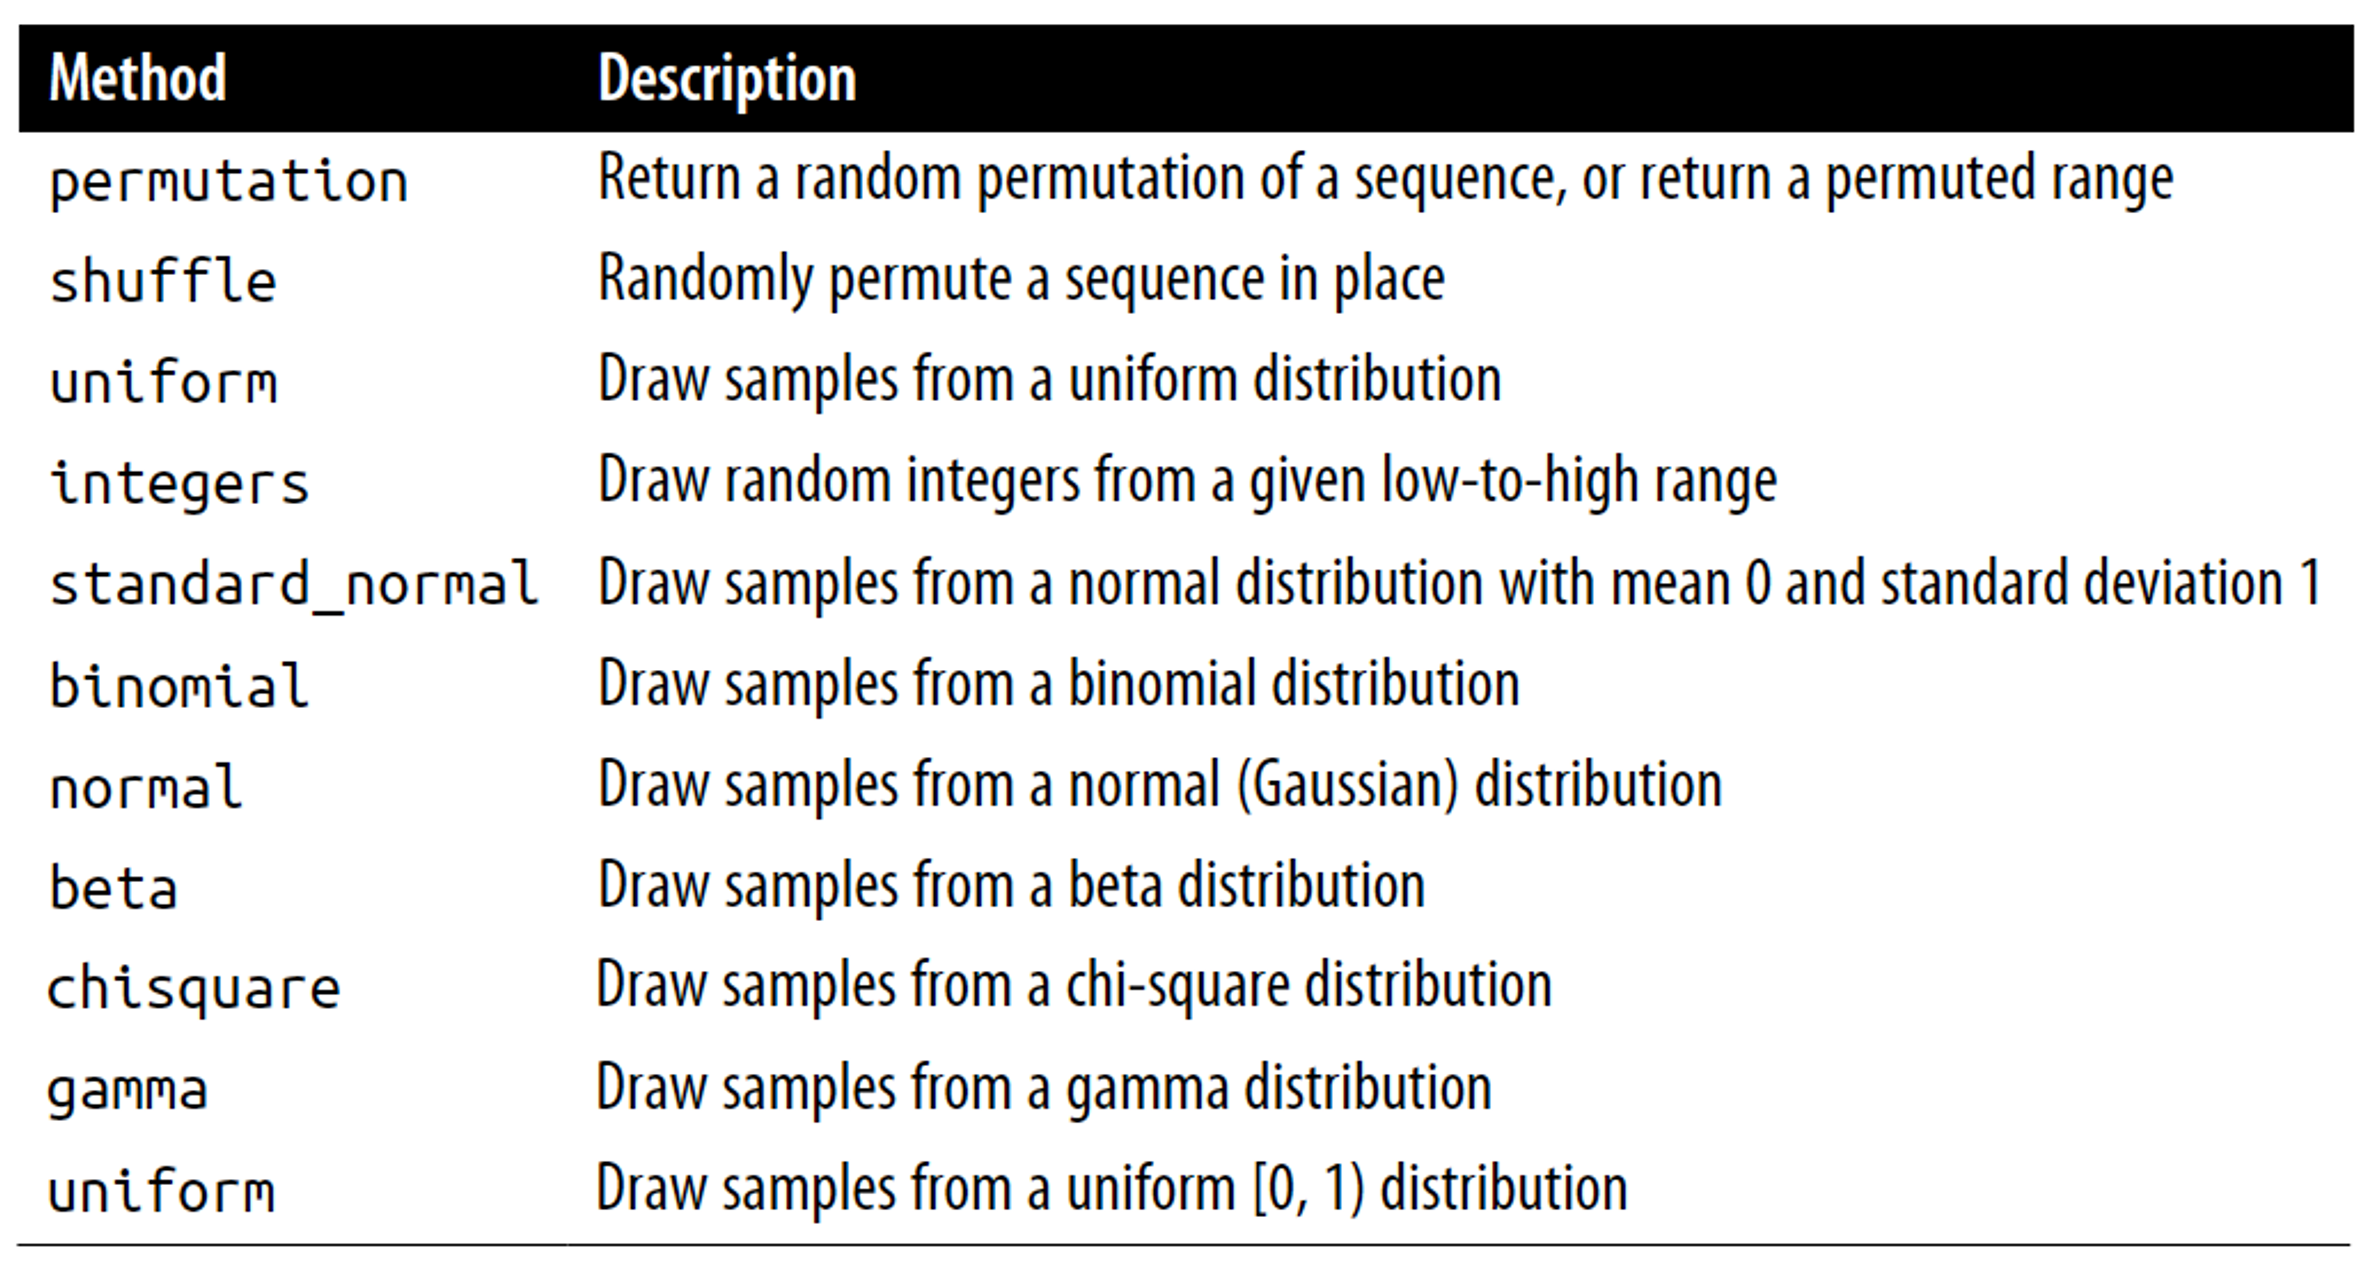 Method Description
permutation Return a random permutation of a sequence, or return a permuted range
shuffle Randomly permute a sequence in place
uniform Draw samples from a uniform distribution
integers Draw random integers from a given low-to-high range
standard_normal Draw samples from a normal distribution with mean 0 and standard deviation 1
binomial Draw samples from a binomial distribution
normal Draw samples from a normal (Gaussian) distribution
beta Draw samples from a beta distribution
chisquare Draw samples from a chi-square distribution
gamma Draw samples from a gamma distribution
uniform Draw samples from a uniform [0, 1) distribution